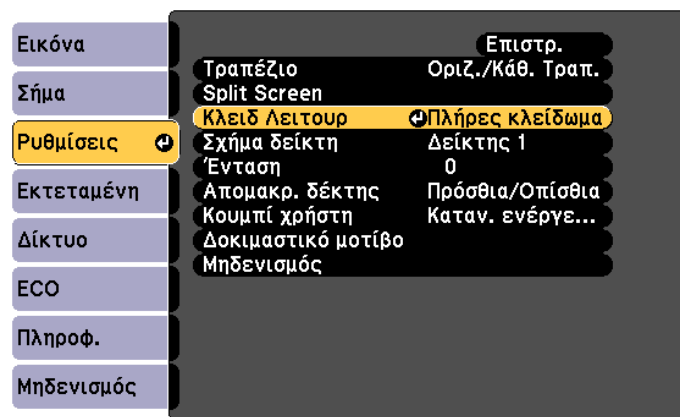 Εικόνα
Σήμα
Ρυθμίσεις
Εκτεταμένη
Δίκτυο
ECO
Πληροφ.
Μηδενισμός
Επιστρ.
Τραπέζιο Οριζ./Κάθ. Τραπ.
Split Screen
Κλειδ Λειτουρ Πλήρες κλείδωμα
Σχήμα δείκτη Δείκτης 1
Ένταση 0
Απομακρ. δέκτης Πρόσθια/Οπίσθια
Κουμπί χρήστη Καταν. ενέργε...
Δοκιμαστικό μοτίβο
Μηδενισμός